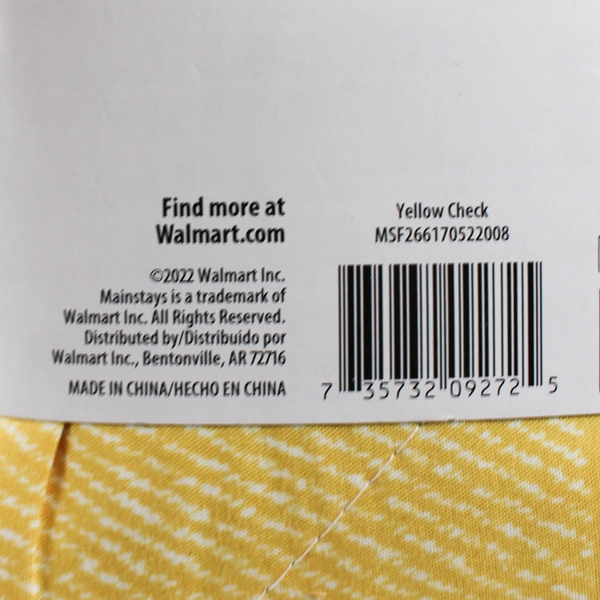 Find more at
Walmart.com
©2022 Walmart Inc.
Mainstays is a trademark of
Walmart Inc. All Rights Reserved.
Distributed by/Distribuido por
Walmart Inc., Bentonville, AR 72716
MADE IN CHINA/HECHO EN CHINA
Yellow Check
MSF266170522008
7 35732 09272 5